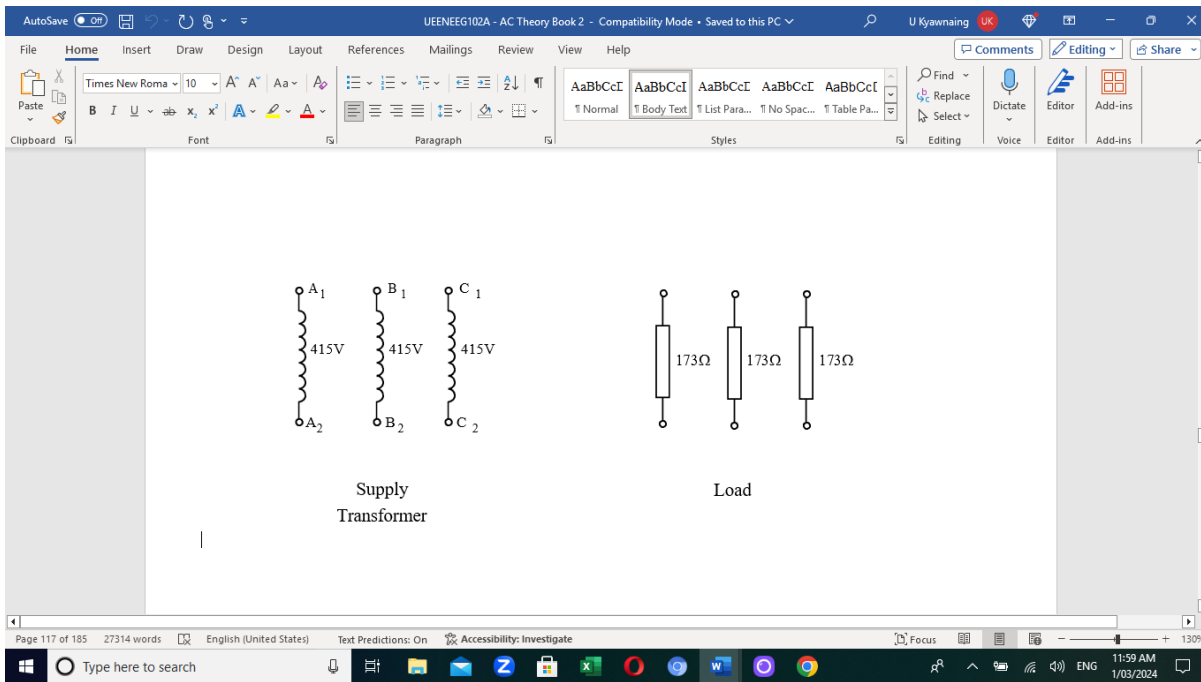 AutoSave Off UEENEEG102A - AC Theory Book 2 - Compatibility Mode • Saved to this PC U Kyawnaing UK
File Home Insert Draw Design Layout References Mailings Review View Help Comments Editing Share
Paste Times New Roma 10 A A Aa A AaBbCcI AaBbCcI AaBbCcI AaBbCcI AaBbCcI Find Replace Select Dictate Editor Add-ins
B I U ab x₂ x² A A ¶ Normal ¶ Body Text ¶ List Para... ¶ No Spac... ¶ Table Pa...
Clipboard Font Paragraph Styles Editing Voice Editor Add-ins
A₁ B₁ C₁
415V 415V 415V 173Ω 173Ω 173Ω
A₂ B₂ C₂
Supply Load
Transformer
Page 117 of 185 27314 words English (United States) Text Predictions: On Accessibility: Investigate Focus 130%
Type here to search ENG 11:59 AM
1/03/2024